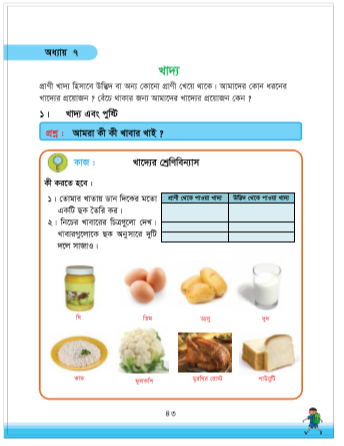 অধ্যায় ৭
খাদ্য
প্রাণী খাদ্য হিসাবে উদ্ভিদ বা অন্য কোনো প্রাণী খেয়ে থাকে। আমাদের কোন ধরনের
খাদ্যের প্রয়োজন ? বেঁচে থাকার জন্য আমাদের খাদ্যের প্রয়োজন কেন ?
১। খাদ্য এবং পুষ্টি
প্রশ্ন : আমরা কী কী খাবার খাই ?
কাজ : খাদ্যের শ্রেণিবিন্যাস
কী করতে হবে :
১। তোমার খাতায় ডান দিকের মতো
একটি ছক তৈরি কর।
২। নিচের খাবারের চিত্রগুলো দেখ।
খাবারগুলোকে ছক অনুসারে দুটি
দলে সাজাও।
প্রাণী থেকে পাওয়া খাদ্য উদ্ভিদ থেকে পাওয়া খাদ্য
ঘি ডিম আলু দুধ
ভাত ফুলকপি মুরগির রোস্ট পাউরুটি
৪৩